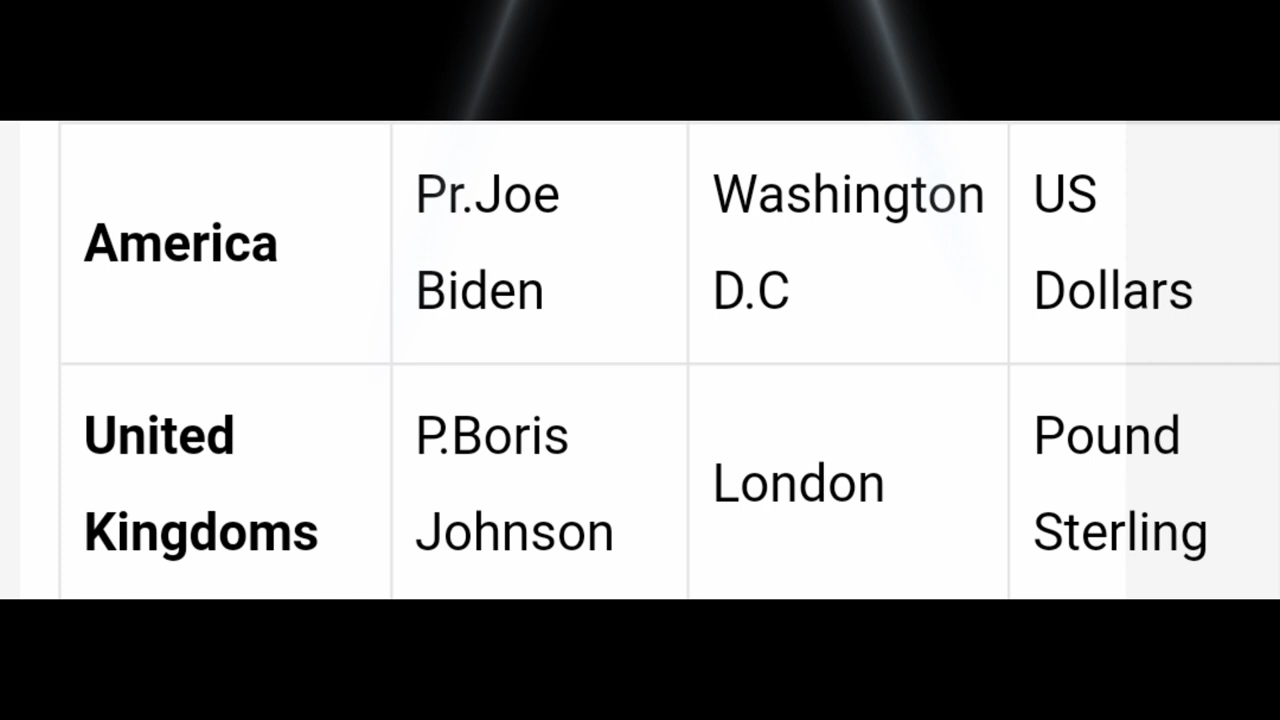 America
Pr.Joe
Biden
Washington
D.C
US
Dollars
United
Kingdoms
P.Boris
Johnson
London
Pound
Sterling